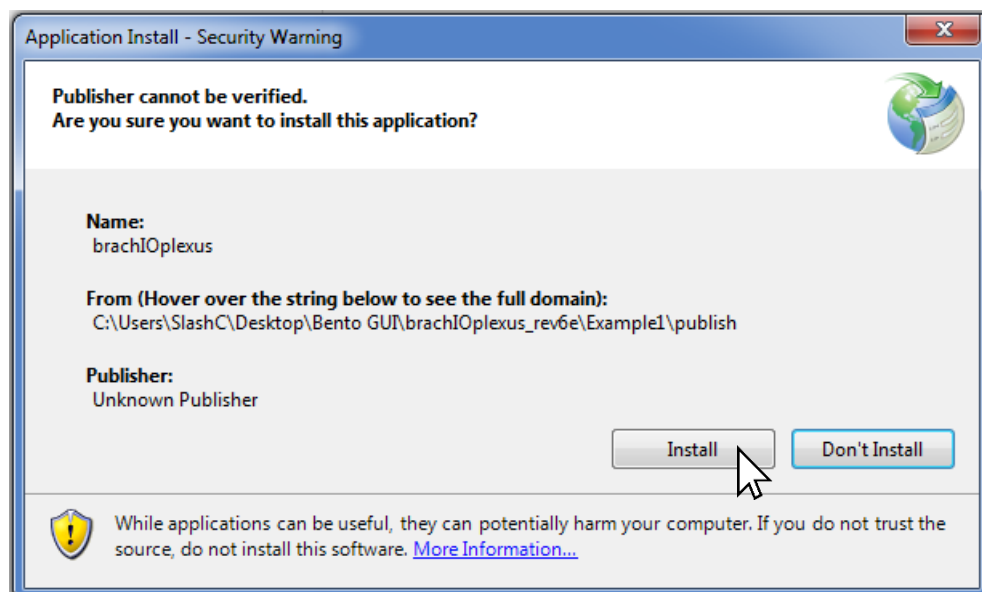 Application Install - Security Warning
Publisher cannot be verified.
Are you sure you want to install this application?
Name:
brachIOplexus
From (Hover over the string below to see the full domain):
C:\Users\SlashC\Desktop\Bento GUI\brachIOplexus_rev6e\Example1\publish
Publisher:
Unknown Publisher
Install Don't Install
While applications can be useful, they can potentially harm your computer. If you do not trust the
source, do not install this software. More Information...